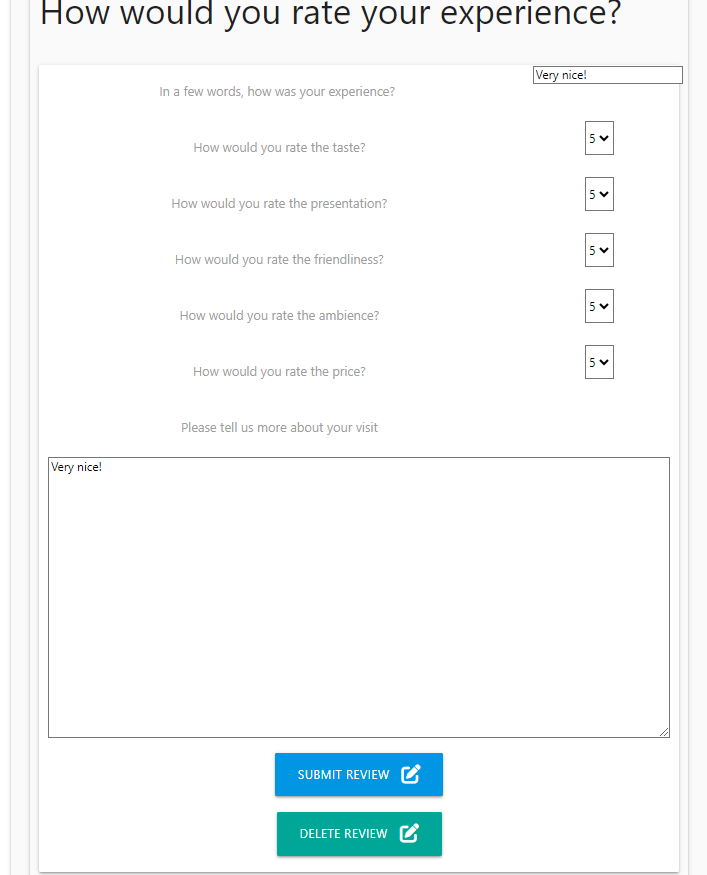 How would you rate your experience?
In a few words, how was your experience?
Very nice!
How would you rate the taste?
5
How would you rate the presentation?
5
How would you rate the friendliness?
5
How would you rate the ambience?
5
How would you rate the price?
5
Please tell us more about your visit
Very nice!
SUBMIT REVIEW
DELETE REVIEW